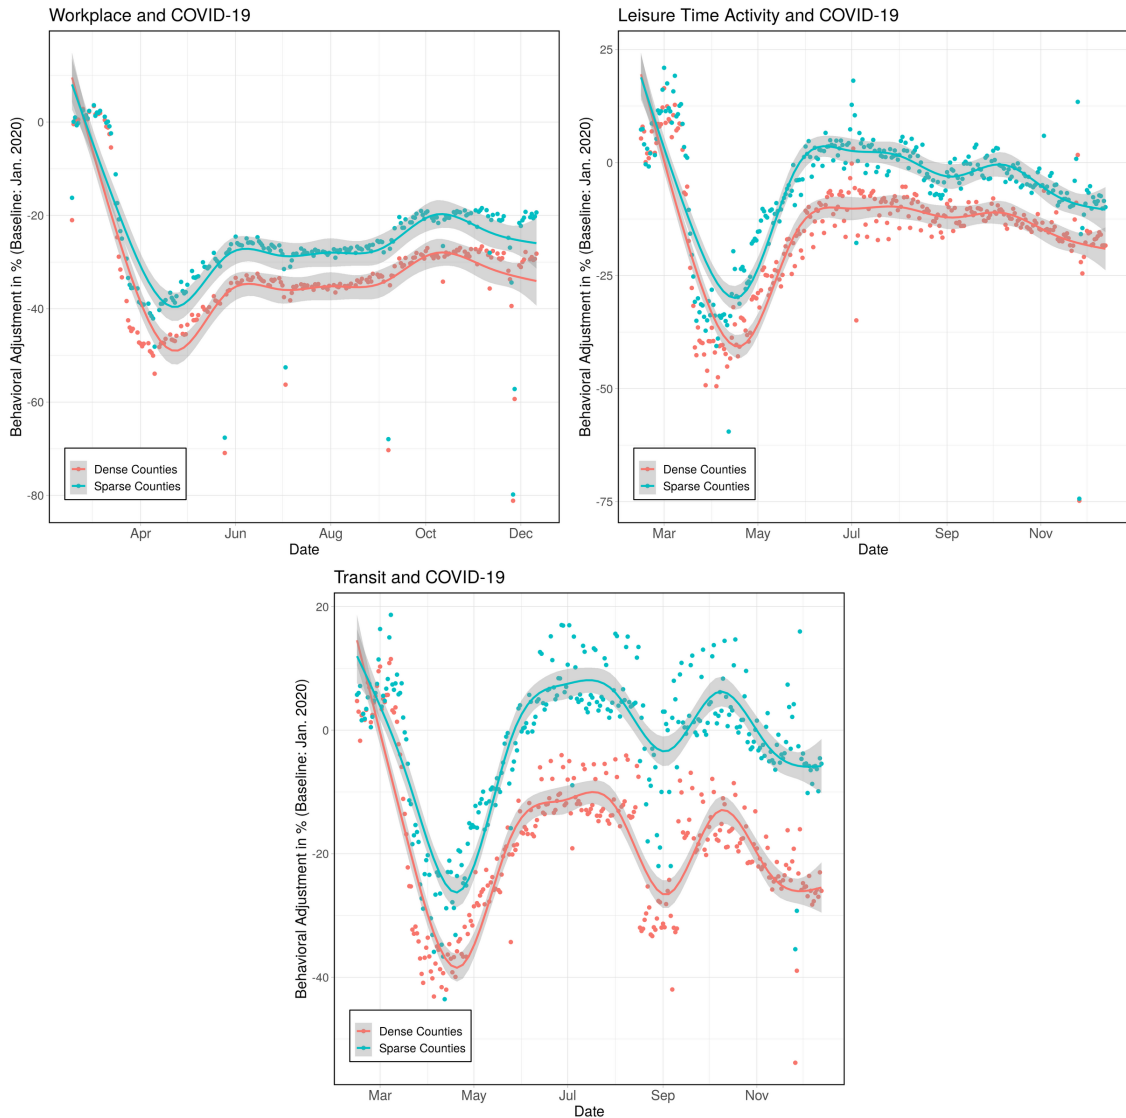 Workplace and COVID-19
Behavioral Adjustment in % (Baseline: Jan. 2020)
0
-20
-40
-60
-80
Dense Counties
Sparse Counties
Apr Jun Aug Oct Dec
Date
Leisure Time Activity and COVID-19
Behavioral Adjustment in % (Baseline: Jan. 2020)
25
0
-25
-50
-75
Dense Counties
Sparse Counties
Mar May Jul Sep Nov
Date
Transit and COVID-19
Behavioral Adjustment in % (Baseline: Jan. 2020)
20
0
-20
-40
Dense Counties
Sparse Counties
Mar May Jul Sep Nov
Date